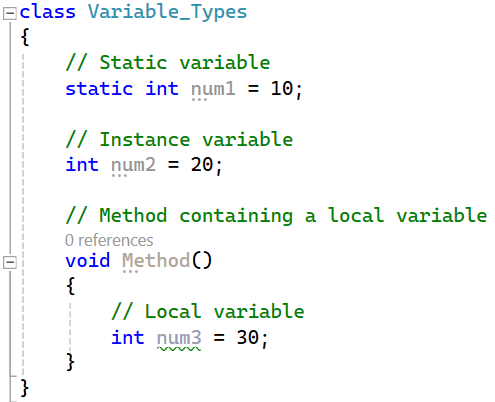 class Variable_Types
{
// Static variable
static int num1 = 10;
// Instance variable
int num2 = 20;
// Method containing a local variable
0 references
void Method()
{
// Local variable
int num3 = 30;
}
}